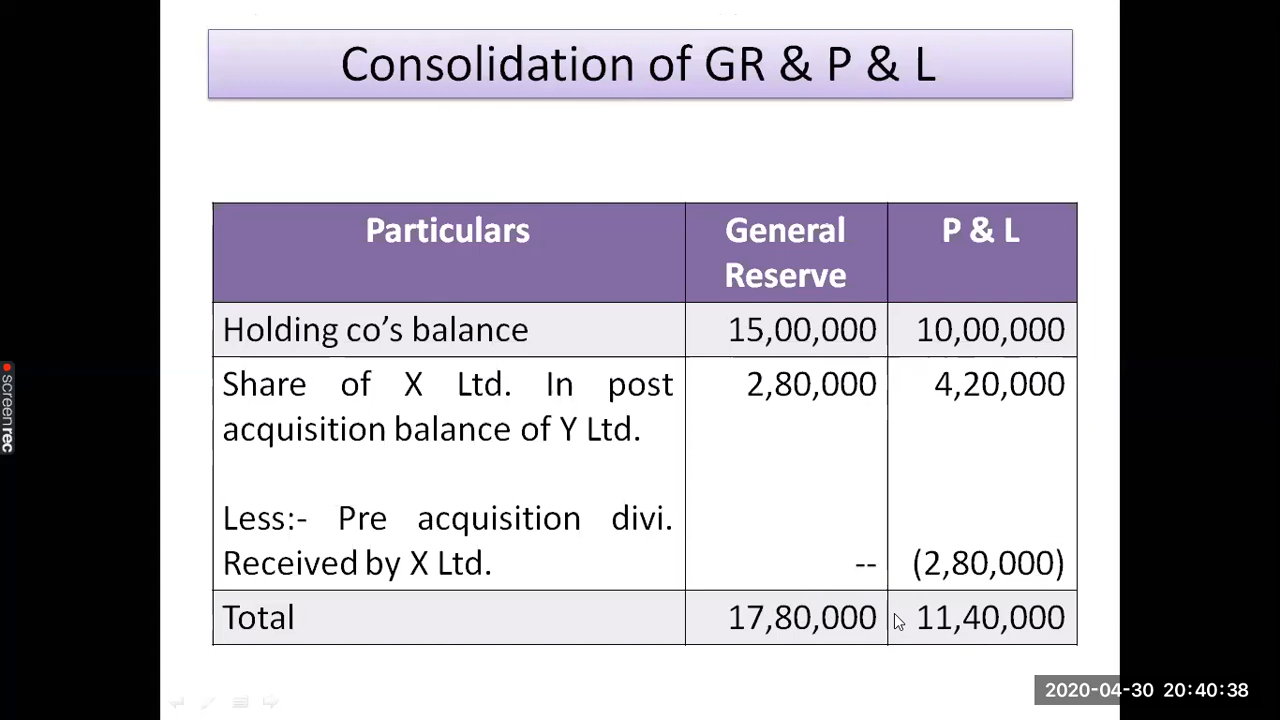 Consolidation of GR & P & L
Particulars
General
Reserve
P & L
Holding co’s balance
15,00,000
10,00,000
Share of X Ltd. In post
acquisition balance of Y Ltd.
2,80,000
4,20,000
Less:- Pre acquisition divi.
Received by X Ltd.
--
(2,80,000)
Total
17,80,000
11,40,000
screenrec
2020-04-30 20:40:38